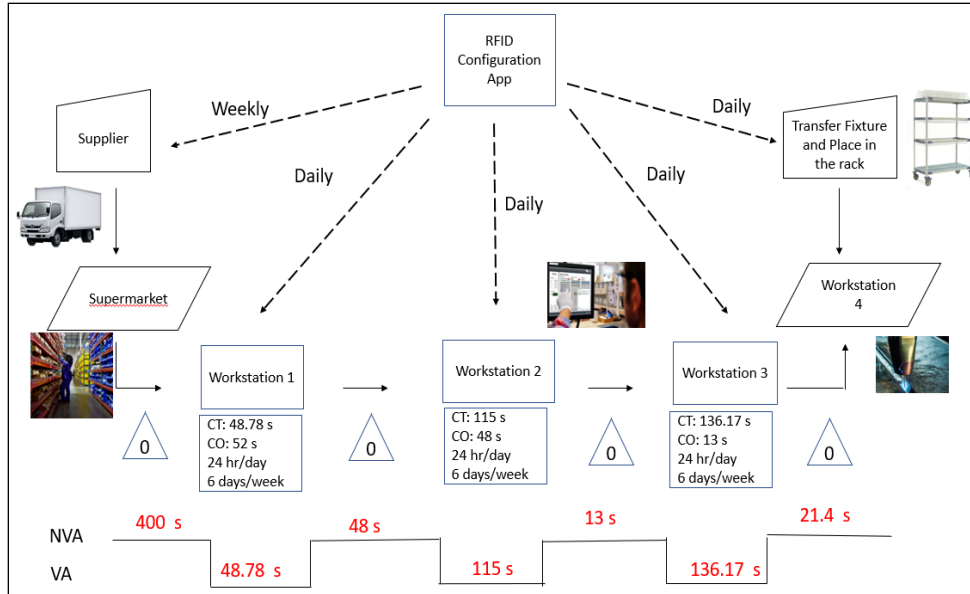 RFID
Configuration
App
Weekly
Daily
Supplier
Transfer Fixture
and Place in
the rack
Daily
Daily
Daily
Supermarket
Workstation
4
Workstation 1
Workstation 2
Workstation 3
CT: 48.78 s
CO: 52 s
24 hr/day
6 days/week
CT: 115 s
CO: 48 s
24 hr/day
6 days/week
CT: 136.17 s
CO: 13 s
24 hr/day
6 days/week
0
0
0
0
NVA
400 s
48 s
13 s
21.4 s
VA
48.78 s
115 s
136.17 s